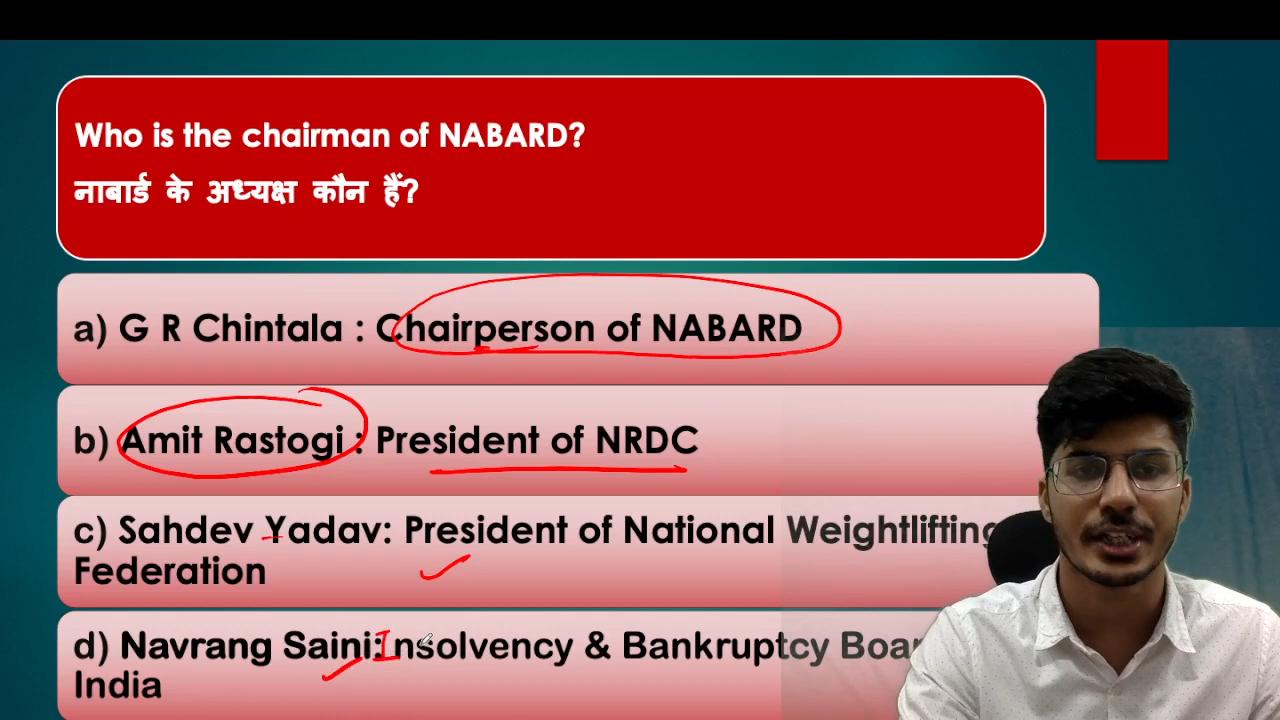 Who is the chairman of NABARD?
नाबार्ड के अध्यक्ष कौन हैं?
a) G R Chintala : Chairperson of NABARD
b) Amit Rastogi : President of NRDC
c) Sahdev Yadav: President of National Weightlifting
Federation
d) Navrang Saini: Insolvency & Bankruptcy
India